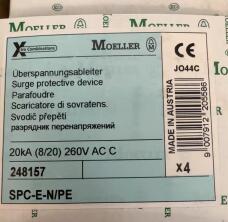 X Combinations
MOELLER
CE
JO44C
Überspannungsableiter
Surge protective device
Parafoudre
Scaricatore di sovratens.
Svodič přepětí
разрядник перенапряжений
20kA (8/20) 260V AC C
248157
SPC-E-N/PE
MADE IN AUSTRIA
9007912
x4